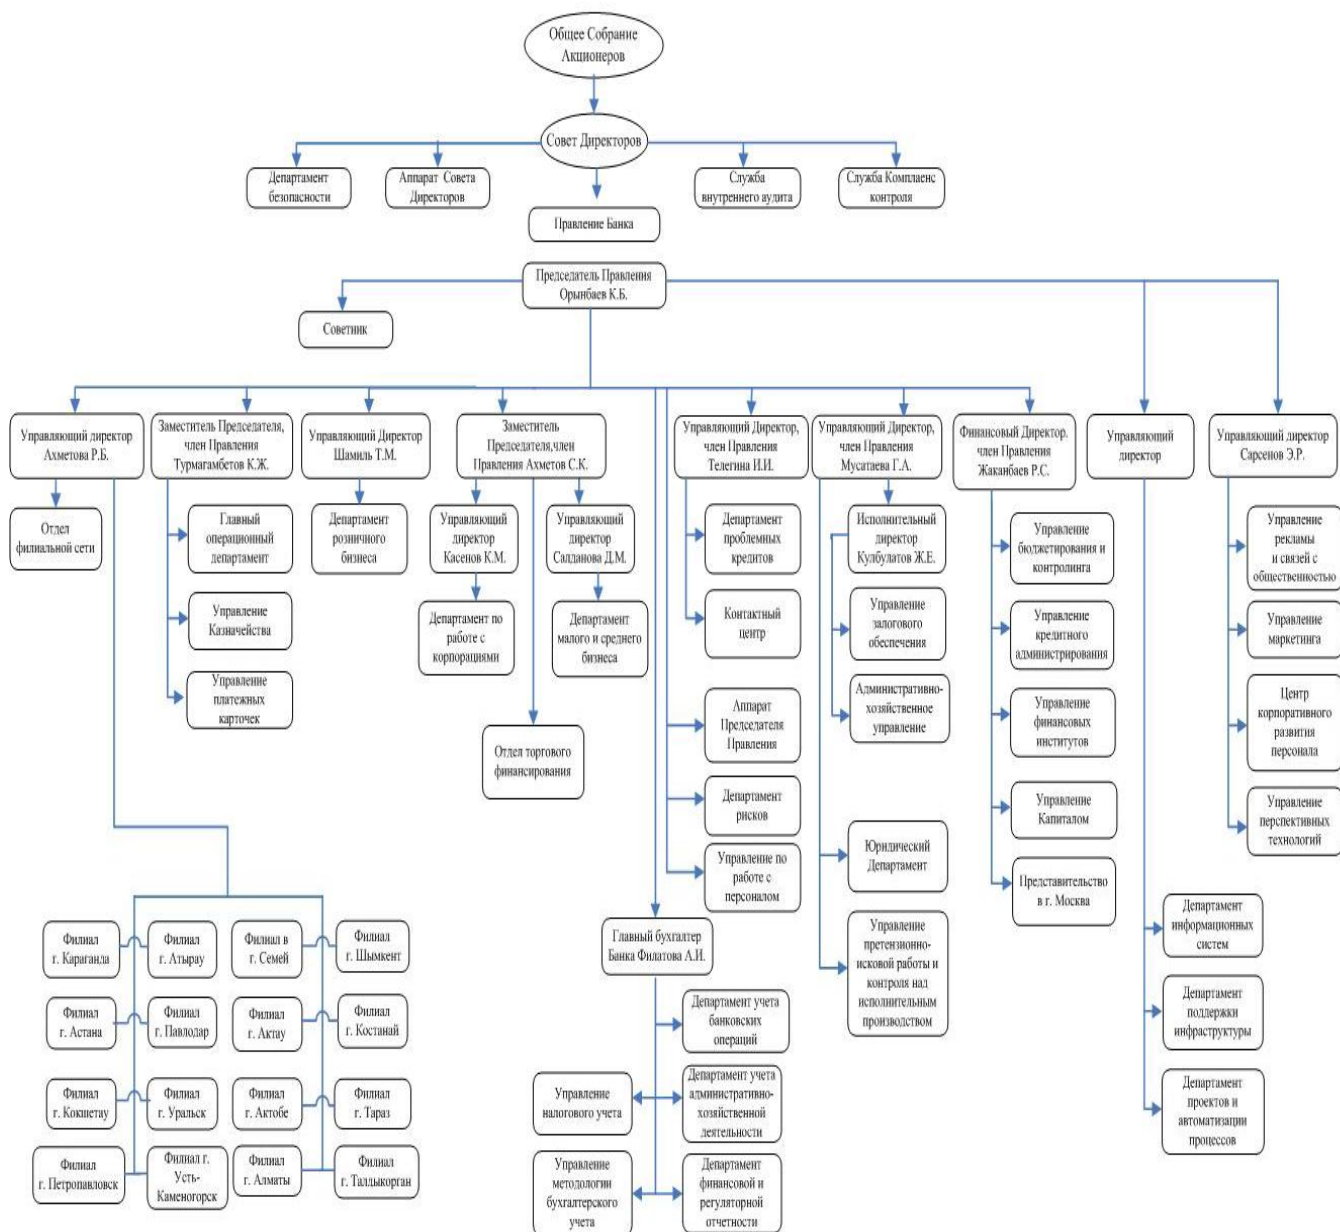 Общее Собрание
Акционеров
Совет Директоров
Департамент
безопасности
Аппарат Совета
Директоров
Служба
внутреннего аудита
Служба Комплаенс
контроля
Правление Банка
Председатель Правления
Орынбаев К.Б.
Советник
Управляющий директор
Ахметова Р.Б.
Заместитель Председателя,
член Правления
Турмагамбетов К.Ж.
Управляющий Директор
Шамиль Т.М.
Заместитель
Председателя,член
Правления Ахметов С.К.
Управляющий Директор,
член Правления
Телегина И.И.
Управляющий Директор,
член Правления
Мусатаева Г.А.
Финансовый Директор.
член Правления
Жаканбаев Р.С.
Управляющий
директор
Управляющий директор
Сарсенов Э.Р.
Отдел
филиальной сети
Главный
операционный
департамент
Управление
Казначейства
Управление
платежных
карточек
Департамент
розничного
бизнеса
Управляющий
директор
Касенов К.М.
Управляющий
директор
Салданова Д.М.
Департамент по
работе с
корпорациями
Департамент
малого и среднего
бизнеса
Отдел торгового
финансирования
Департамент
проблемных
кредитов
Контактный
центр
Аппарат
Председателя
Правления
Департамент
рисков
Управление по
работе с
персоналом
Исполнительный
директор
Кулбулатов Ж.Е.
Управление
залогового
обеспечения
Административно-
хозяйственное
управление
Юридический
Департамент
Управление
претензионно-
исковой работы и
контроля над
исполнительным
производством
Управление
бюджетирования и
контролинга
Управление
кредитного
администрирования
Управление
финансовых
институтов
Управление
Капиталом
Представительство
в г. Москва
Департамент
информационных
систем
Департамент
поддержки
инфраструктуры
Департамент
проектов и
автоматизации
процессов
Управление
рекламы
и связей с
общественностью
Управление
маркетинга
Центр
корпоративного
развития
персонала
Управление
перспективных
технологий
Филиал
г. Караганда
Филиал
г. Атырау
Филиал в
г. Семей
Филиал
г. Шымкент
Филиал
г. Астана
Филиал
г. Павлодар
Филиал
г. Актау
Филиал
г. Костанай
Филиал
г. Кокшетау
Филиал
г. Уральск
Филиал
г. Актобе
Филиал
г. Тараз
Филиал
г. Петропавловск
Филиал г.
Усть-
Каменогорск
Филиал
г. Алматы
Филиал
г. Талдыкорган
Главный бухгалтер
Банка Филатова А.И.
Департамент учета
банковских
операций
Управление
налогового учета
Департамент учета
административно-
хозяйственной
деятельности
Управление
методологии
бухгалтерского
учета
Департамент
финансовой и
регуляторной
отчетности